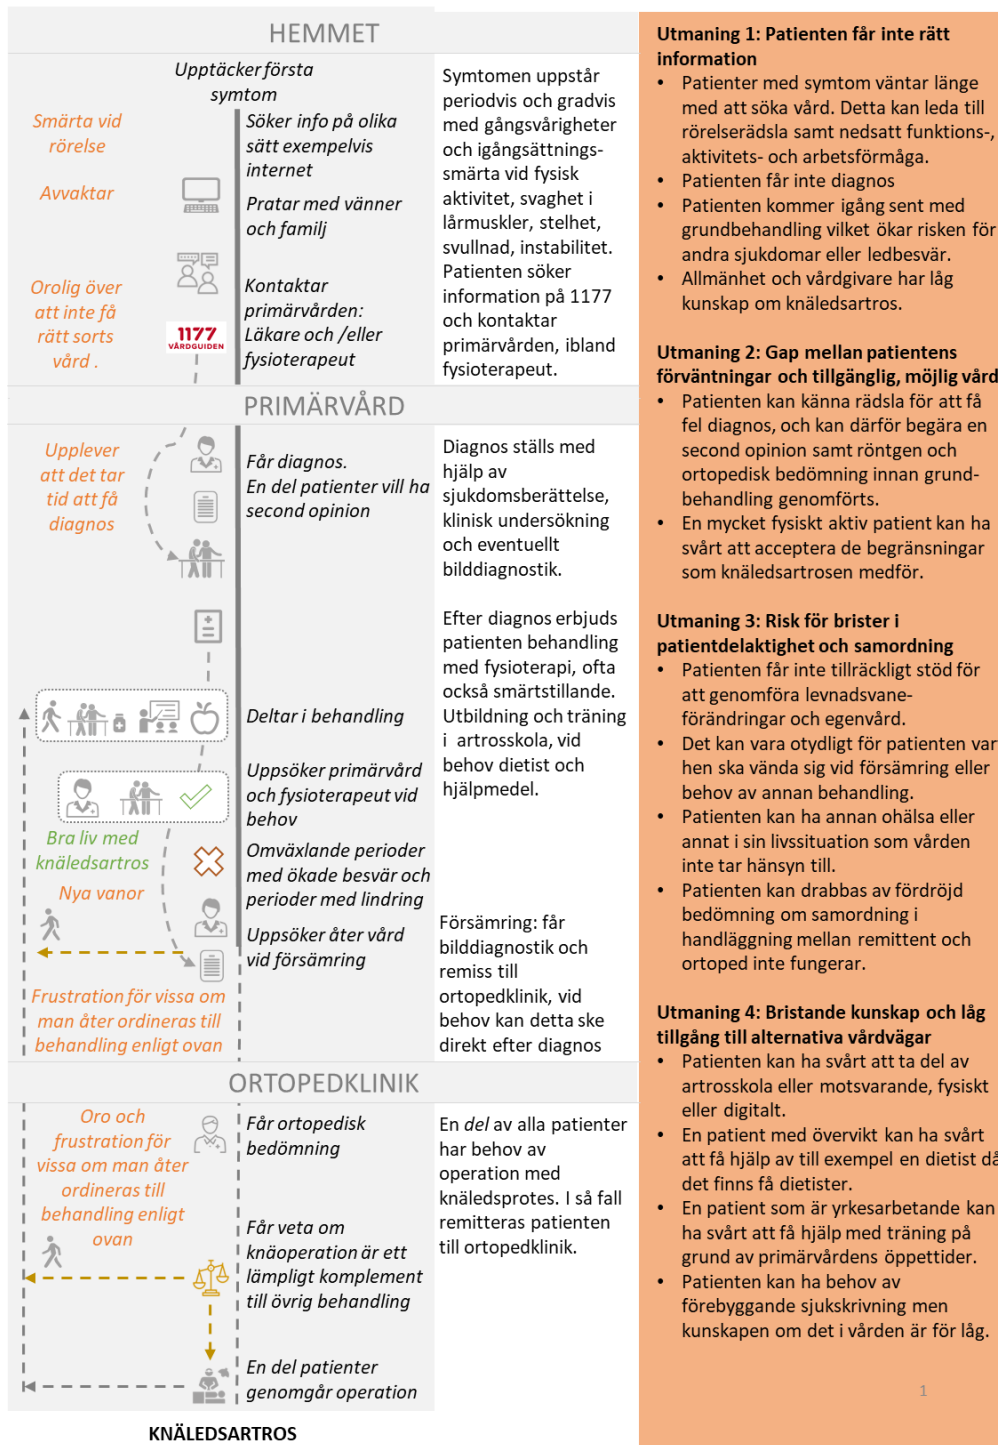 HEMMET
Upptäcker första
symtom
Smärta vid
rörelse
Avvaktar
Orolig över
att inte få
rätt sorts
vård .
1177
VÅRDGUIDEN
Söker info på olika
sätt exempelvis
internet
Pratar med vänner
och familj
Kontaktar
primärvården:
Läkare och /eller
fysioterapeut
Symtomen uppstår
periodvis och gradvis
med gångsvårigheter
och igångsättnings-
smärta vid fysisk
aktivitet, svaghet i
lårmuskler, stelhet,
svullnad, instabilitet.
Patienten söker
information på 1177
och kontaktar
primärvården, ibland
fysioterapeut.
PRIMÄRVÅRD
Upplever
att det tar
tid att få
diagnos
Får diagnos.
En del patienter vill ha
second opinion
Deltar i behandling
Uppsöker primärvård
och fysioterapeut vid
behov
Bra liv med
knäledsartros
Nya vanor
Omväxlande perioder
med ökade besvär och
perioder med lindring
Uppsöker åter vård
vid försämring
Frustration för vissa om
man åter ordineras till
behandling enligt ovan
Diagnos ställs med
hjälp av
sjukdomsberättelse,
klinisk undersökning
och eventuellt
bilddiagnostik.
Efter diagnos erbjuds
patienten behandling
med fysioterapi, ofta
också smärtstillande.
Utbildning och träning
i artrosskola, vid
behov dietist och
hjälpmedel.
Försämring: får
bilddiagnostik och
remiss till
ortopedklinik, vid
behov kan detta ske
direkt efter diagnos
ORTOPEDKLINIK
Oro och
frustration för
vissa om man åter
ordineras till
behandling enligt
ovan
Får ortopedisk
bedömning
Får veta om
knäoperation är ett
lämpligt komplement
till övrig behandling
En del patienter
genomgår operation
En del av alla patienter
har behov av
operation med
knäledsprotes. I så fall
remitteras patienten
till ortopedklinik.
KNÄLEDSARTROS
Utmaning 1: Patienten får inte rätt
information
• Patienter med symtom väntar länge
med att söka vård. Detta kan leda till
rörelserädsla samt nedsatt funktions-,
aktivitets- och arbetsförmåga.
• Patienten får inte diagnos
• Patienten kommer igång sent med
grundbehandling vilket ökar risken för
andra sjukdomar eller ledbesvär.
• Allmänhet och vårdgivare har låg
kunskap om knäledsartros.
Utmaning 2: Gap mellan patientens
förväntningar och tillgänglig, möjlig vård
• Patienten kan känna rädsla för att få
fel diagnos, och kan därför begära en
second opinion samt röntgen och
ortopedisk bedömning innan grund-
behandling genomförts.
• En mycket fysiskt aktiv patient kan ha
svårt att acceptera de begränsningar
som knäledsartrosen medför.
Utmaning 3: Risk för brister i
patientdelaktighet och samordning
• Patienten får inte tillräckligt stöd för
att genomföra levnadsvane-
förändringar och egenvård.
• Det kan vara otydligt för patienten var
hen ska vända sig vid försämring eller
behov av annan behandling.
• Patienten kan ha annan ohälsa eller
annat i sin livssituation som vården
inte tar hänsyn till.
• Patienten kan drabbas av fördröjd
bedömning om samordning i
handläggning mellan remittent och
ortoped inte fungerar.
Utmaning 4: Bristande kunskap och låg
tillgång till alternativa vårdvägar
• Patienten kan ha svårt att ta del av
artrosskola eller motsvarande, fysiskt
eller digitalt.
• En patient med övervikt kan ha svårt
att få hjälp av till exempel en dietist då
det finns få dietister.
• En patient som är yrkesarbetande kan
ha svårt att få hjälp med träning på
grund av primärvårdens öppettider.
• Patienten kan ha behov av
förebyggande sjukskrivning men
kunskapen om det i vården är för låg.
1